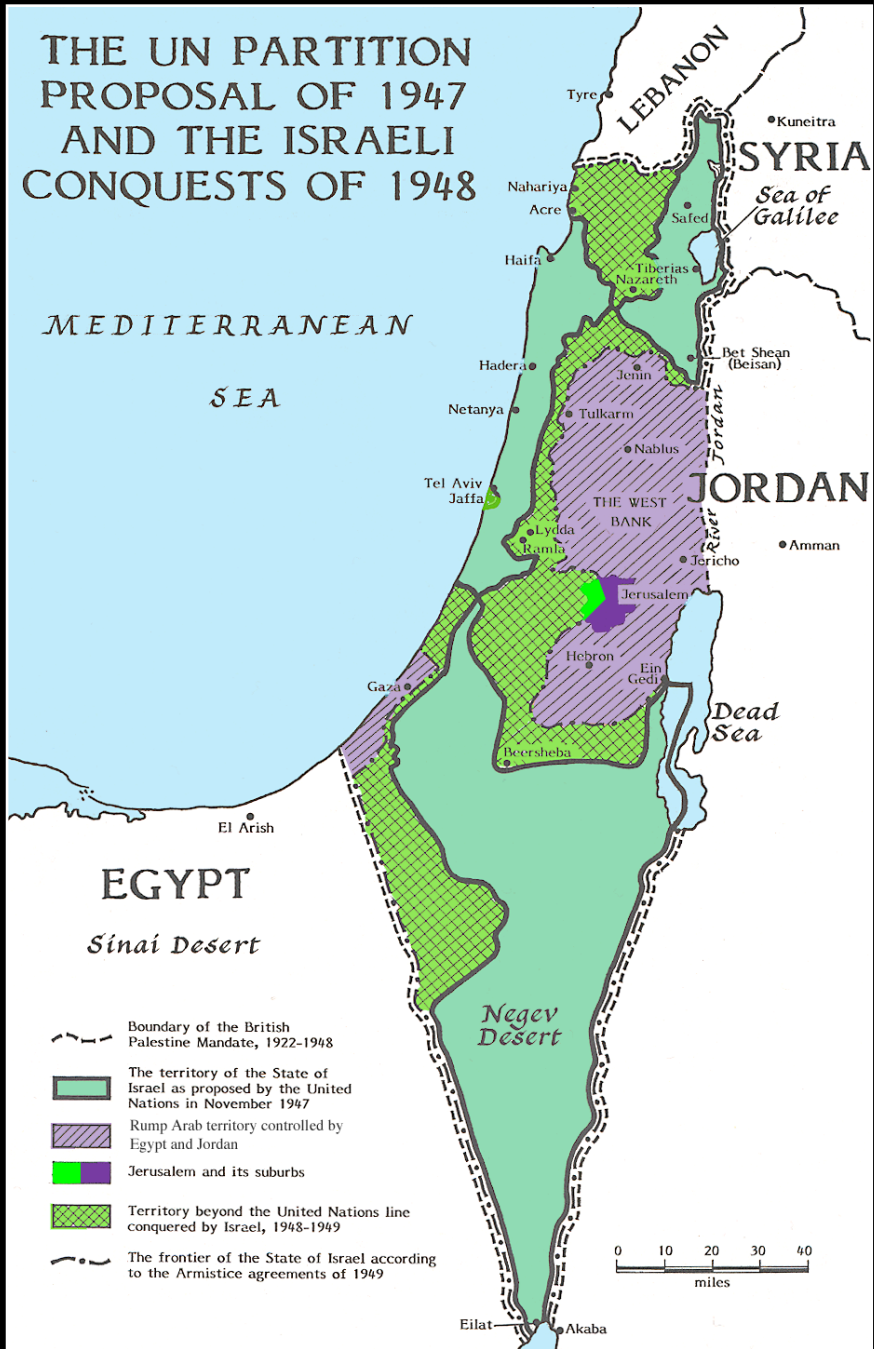 THE UN PARTITION
PROPOSAL OF 1947
AND THE ISRAELI
CONQUESTS OF 1948
LEBANON
Tyre
Kuneitra
SYRIA
Nahariya
Sea of
Galilee
Acre
Safed
Haifa
Tiberias
Nazareth
MEDITERRANEAN
SEA
Bet Shean
(Beisan)
Hadera
Jenin
Netanya
Tulkarm
Nablus
River Jordan
JORDAN
Tel Aviv
Jaffa
THE WEST
BANK
Lydda
Ramla
Amman
Jericho
Jerusalem
Hebron
Ein
Gedi
Gaza
Dead
Sea
Beersheba
El Arish
EGYPT
Sinai Desert
Negev
Desert
Boundary of the British
Palestine Mandate, 1922-1948
The territory of the State of
Israel as proposed by the United
Nations in November 1947
Rump Arab territory controlled by
Egypt and Jordan
Jerusalem and its suburbs
Territory beyond the United Nations line
conquered by Israel, 1948-1949
The frontier of the State of Israel according
to the Armistice agreements of 1949
0 10 20 30 40
miles
Eilat
Akaba